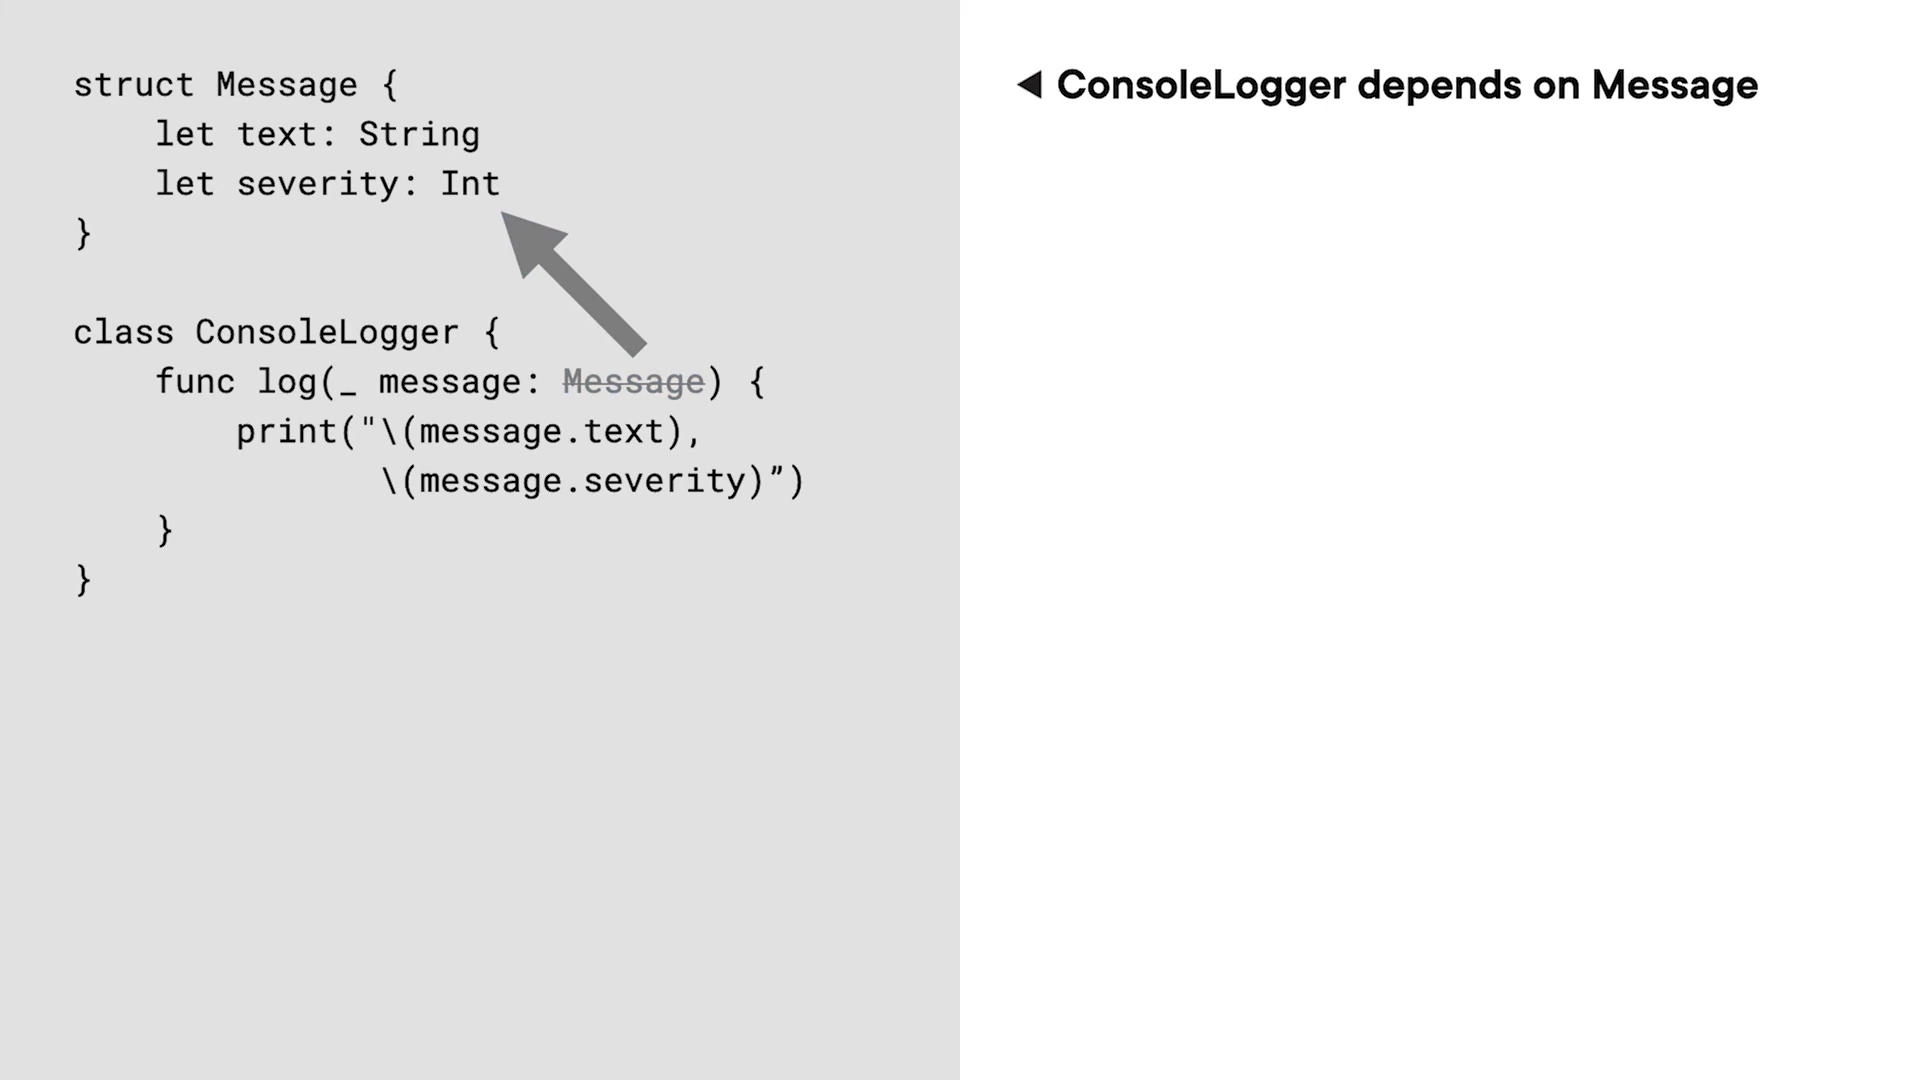 struct Message {
    let text: String
    let severity: Int
}
class ConsoleLogger {
    func log(_ message: Message) {
        print("\(message.text),
               \(message.severity)”)
    }
}
◀ ConsoleLogger depends on Message